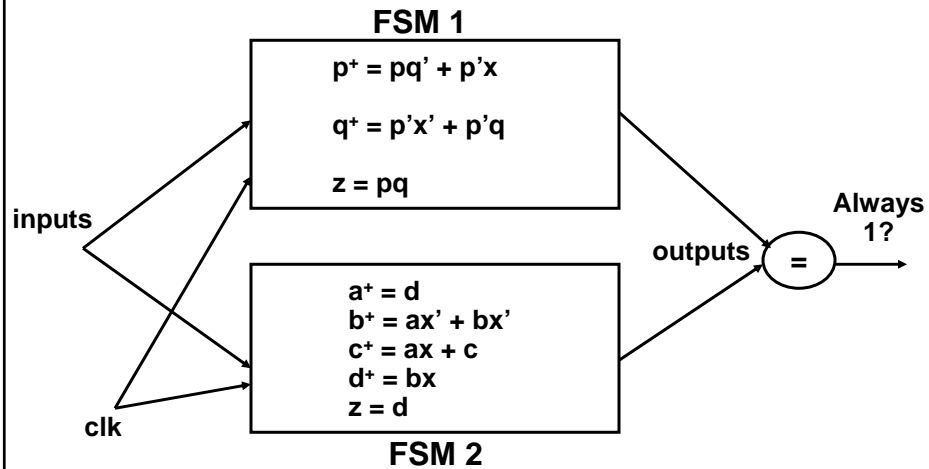 FSM 1
p⁺ = pq’ + p’x
q⁺ = p’x’ + p’q
z = pq
inputs
Always
1?
outputs
=
a⁺ = d
b⁺ = ax’ + bx’
c⁺ = ax + c
d⁺ = bx
z = d
clk
FSM 2